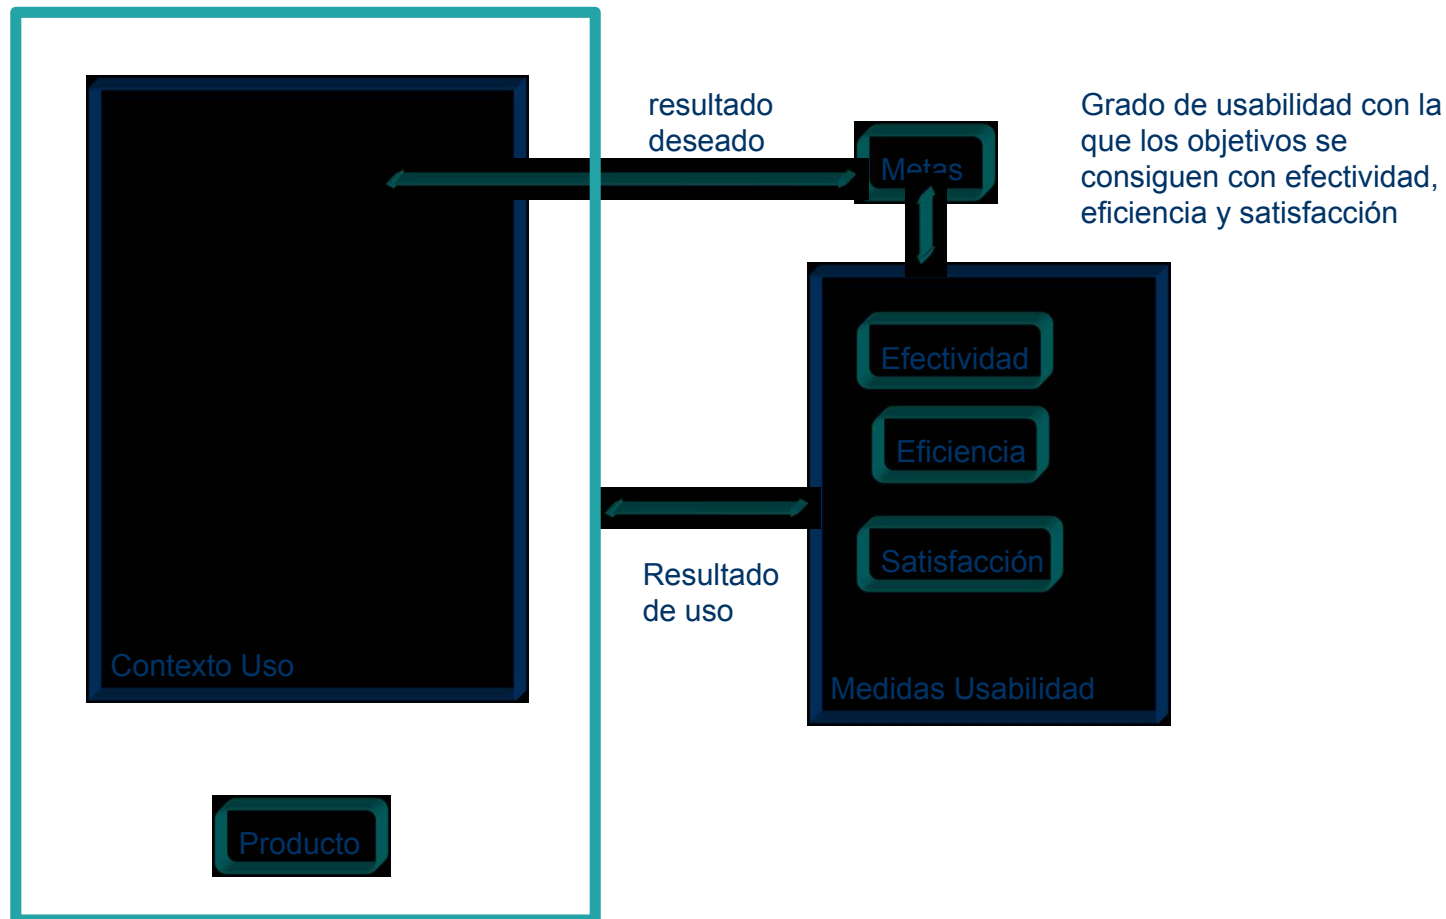 resultado
deseado
Metas
Grado de usabilidad con la
que los objetivos se
consiguen con efectividad,
eficiencia y satisfacción
Efectividad
Eficiencia
Satisfacción
Resultado
de uso
Contexto Uso
Medidas Usabilidad
Producto